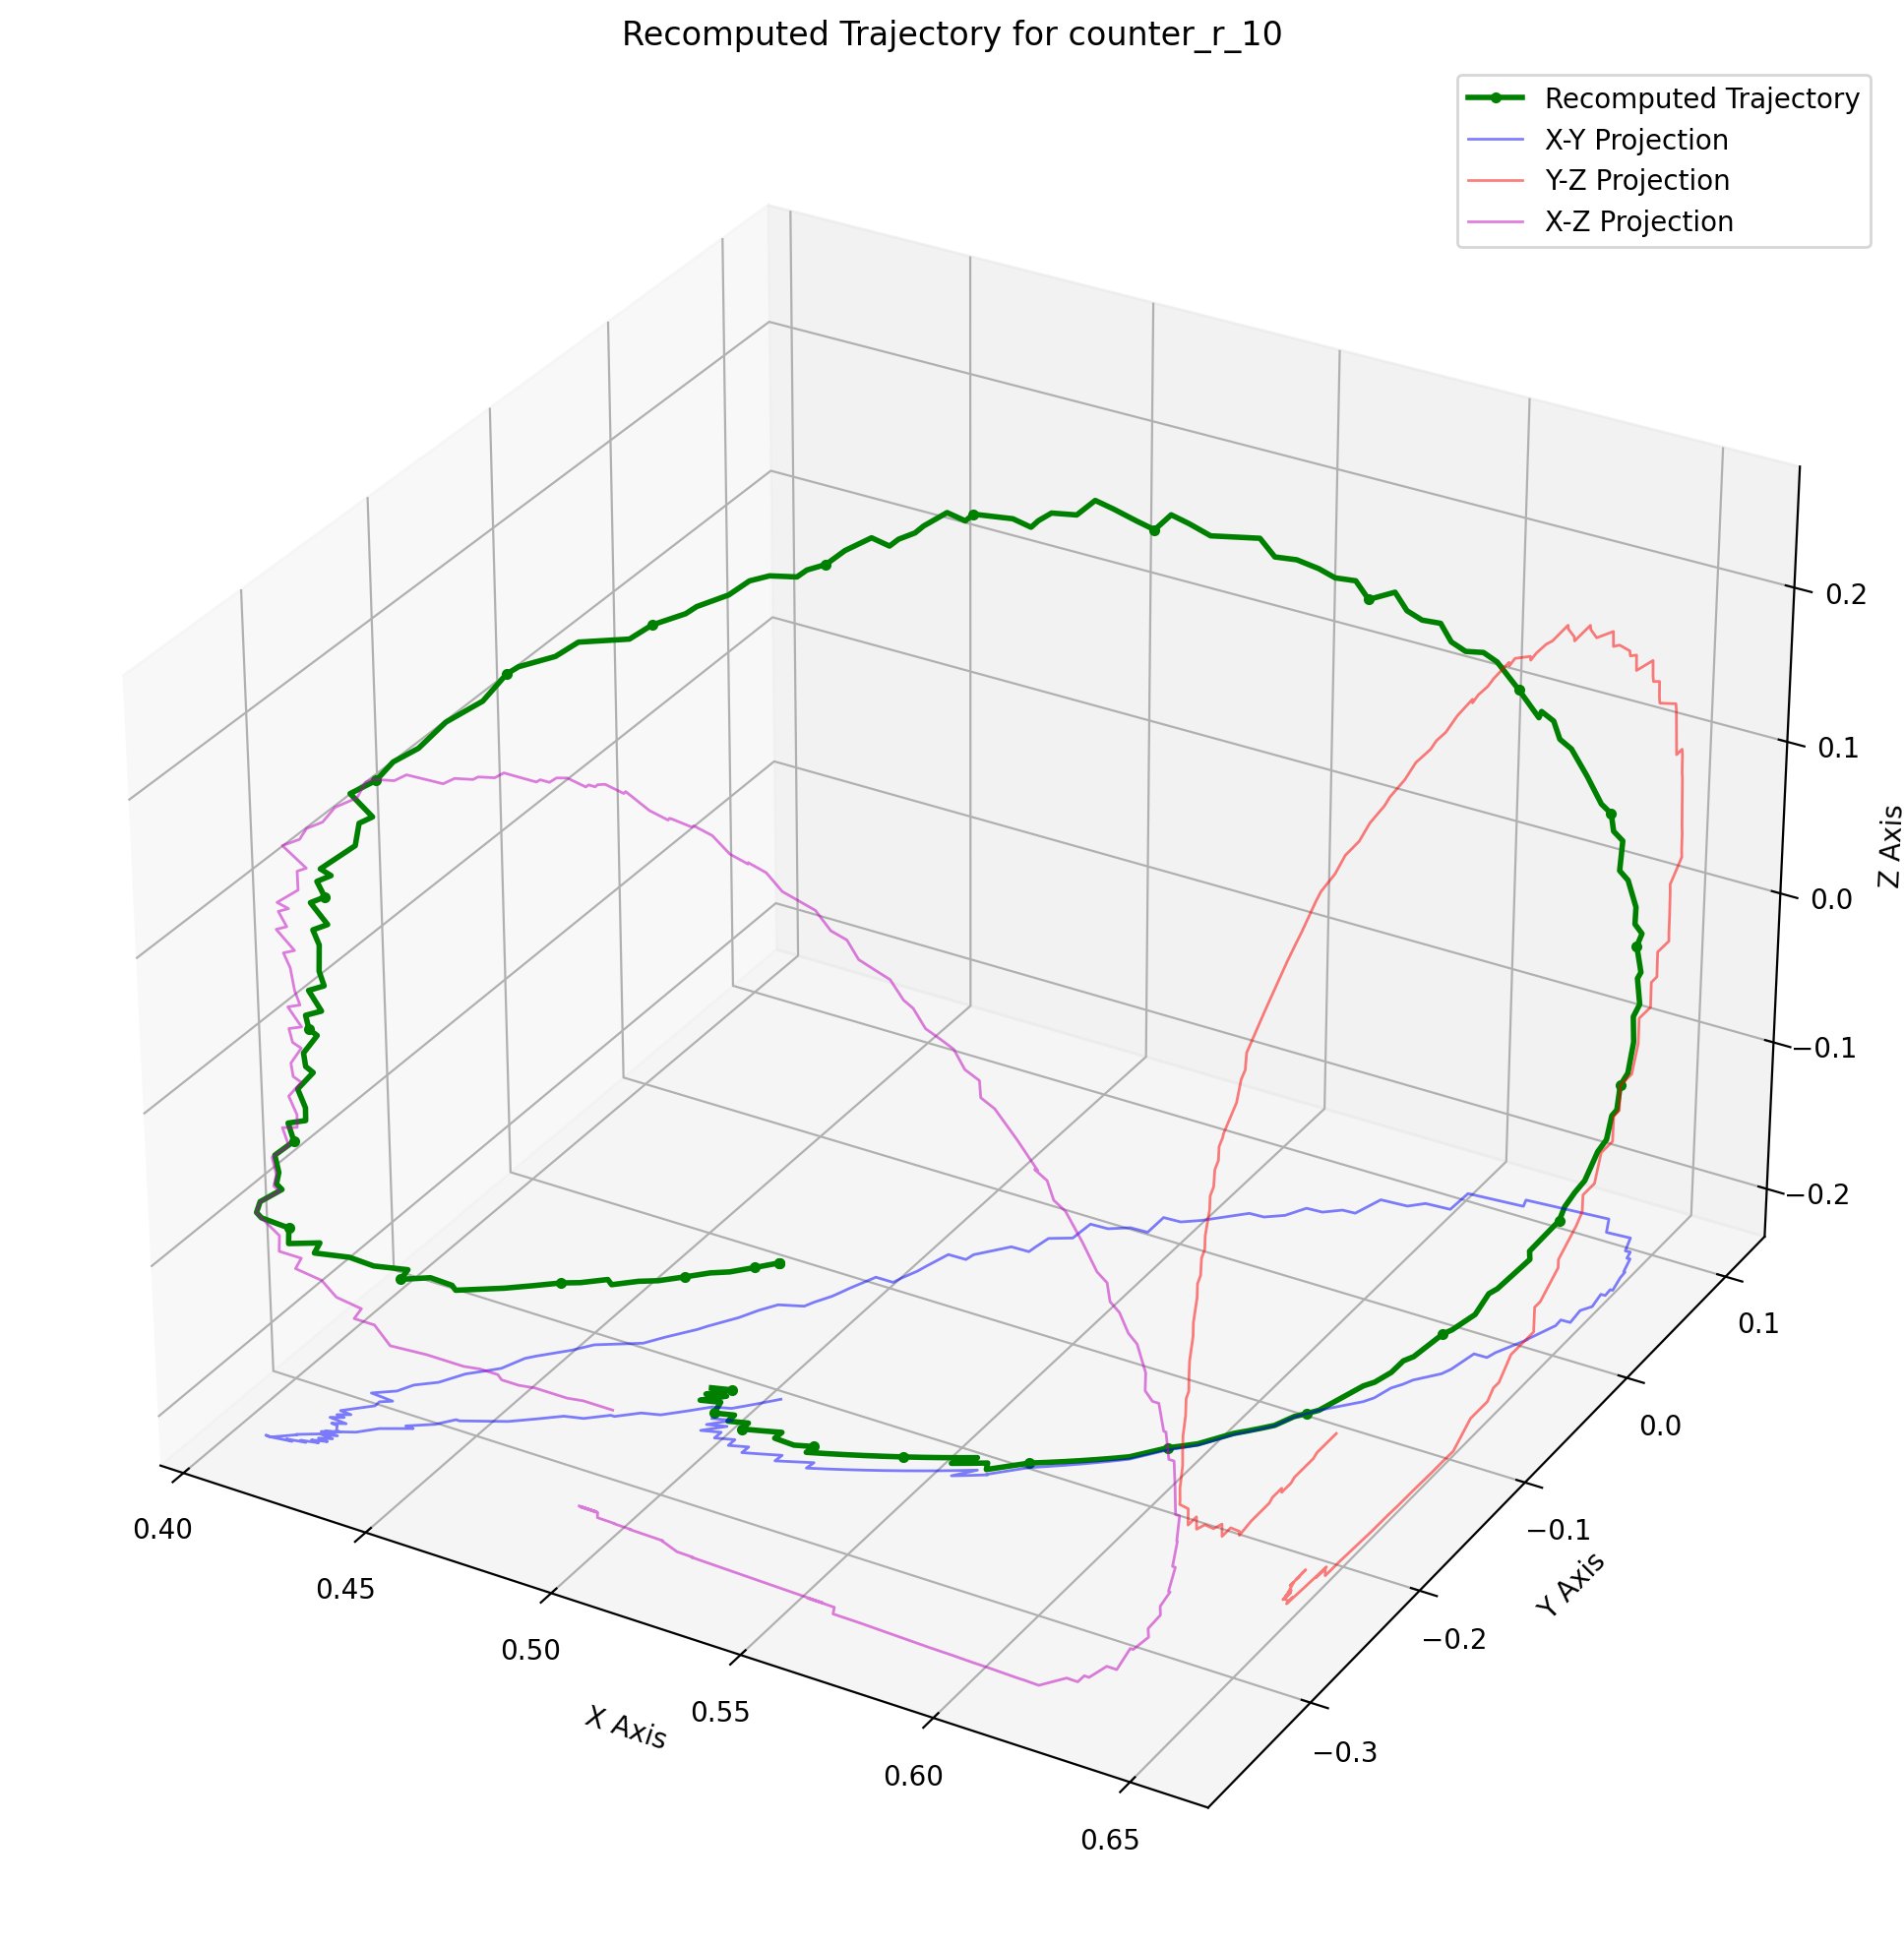 Recomputed Trajectory for counter_r_10
Recomputed Trajectory
X-Y Projection
Y-Z Projection
X-Z Projection
0.2
0.1
0.0
−0.1
−0.2
Z Axis
0.1
0.0
−0.1
−0.2
−0.3
Y Axis
0.40
0.45
0.50
0.55
0.60
0.65
X Axis